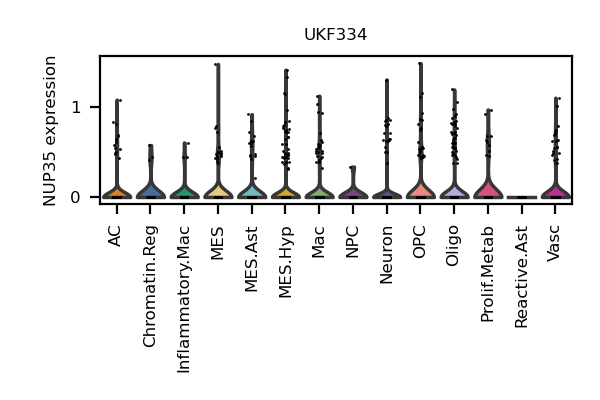 UKF334
NUP35 expression
1
0
AC
Chromatin.Reg
Inflammatory.Mac
MES
MES.Ast
MES.Hyp
Mac
NPC
Neuron
OPC
Oligo
Prolif.Metab
Reactive.Ast
Vasc